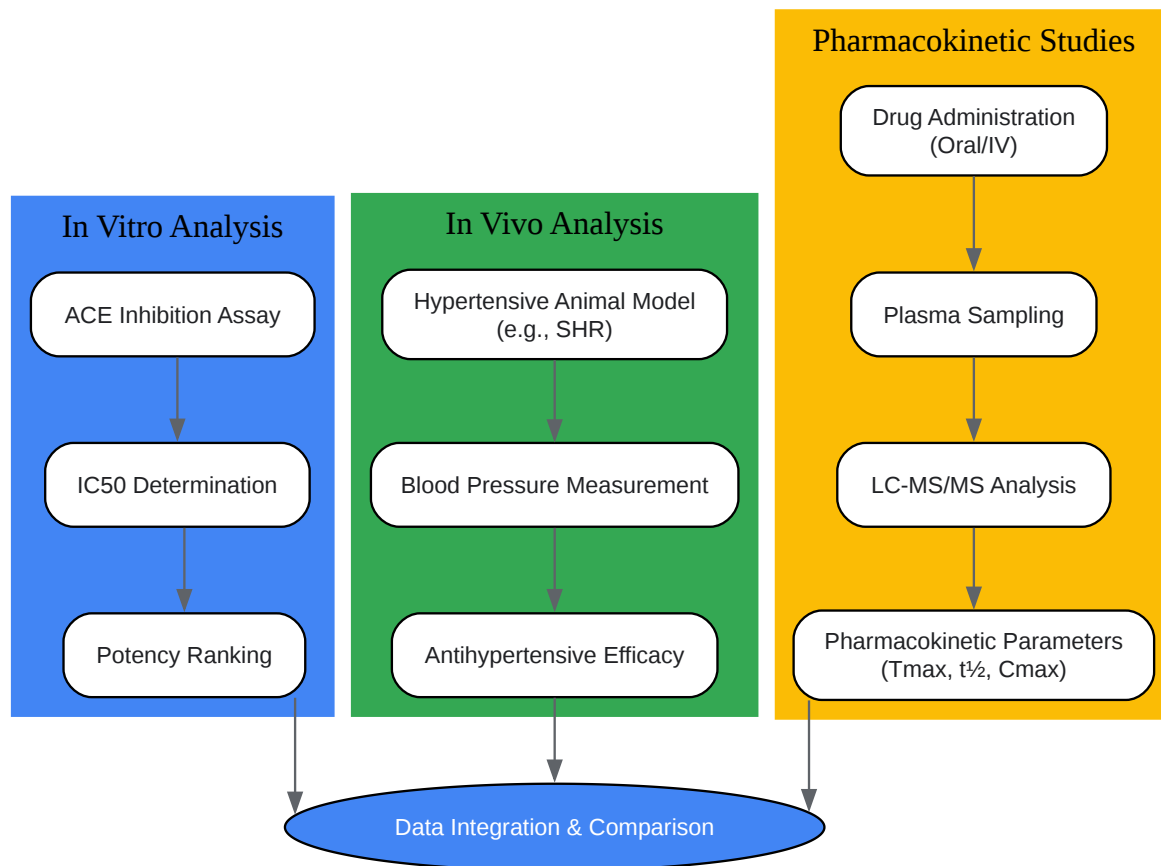 In Vitro Analysis
ACE Inhibition Assay
IC50 Determination
Potency Ranking
In Vivo Analysis
Hypertensive Animal Model
(e.g., SHR)
Blood Pressure Measurement
Antihypertensive Efficacy
Pharmacokinetic Studies
Drug Administration
(Oral/IV)
Plasma Sampling
LC-MS/MS Analysis
Pharmacokinetic Parameters
(Tmax, t½, Cmax)
Data Integration & Comparison